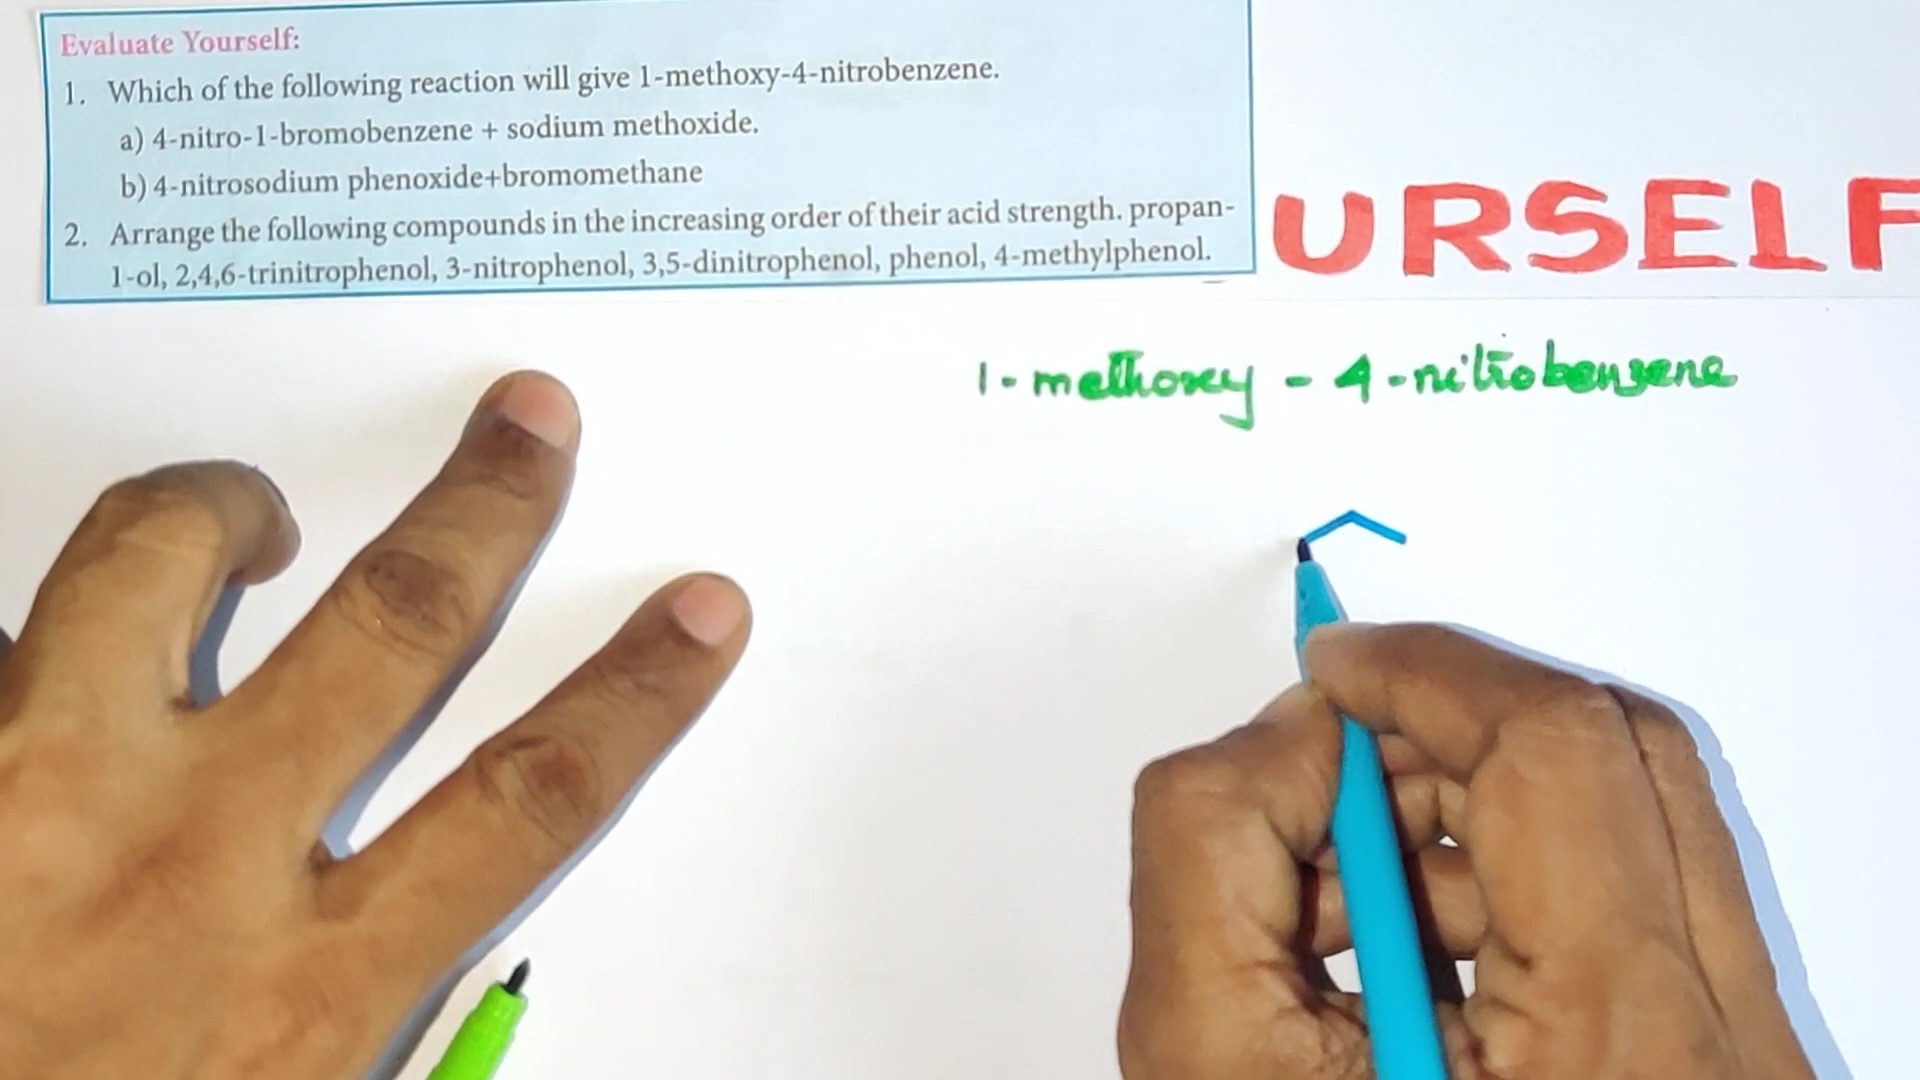 Evaluate Yourself:
1. Which of the following reaction will give 1-methoxy-4-nitrobenzene.
a) 4-nitro-1-bromobenzene + sodium methoxide.
b) 4-nitrosodium phenoxide+bromomethane
2. Arrange the following compounds in the increasing order of their acid strength. propan-
1-ol, 2,4,6-trinitrophenol, 3-nitrophenol, 3,5-dinitrophenol, phenol, 4-methylphenol.
URSELF
1-methoxy - 4-nitrobenzene